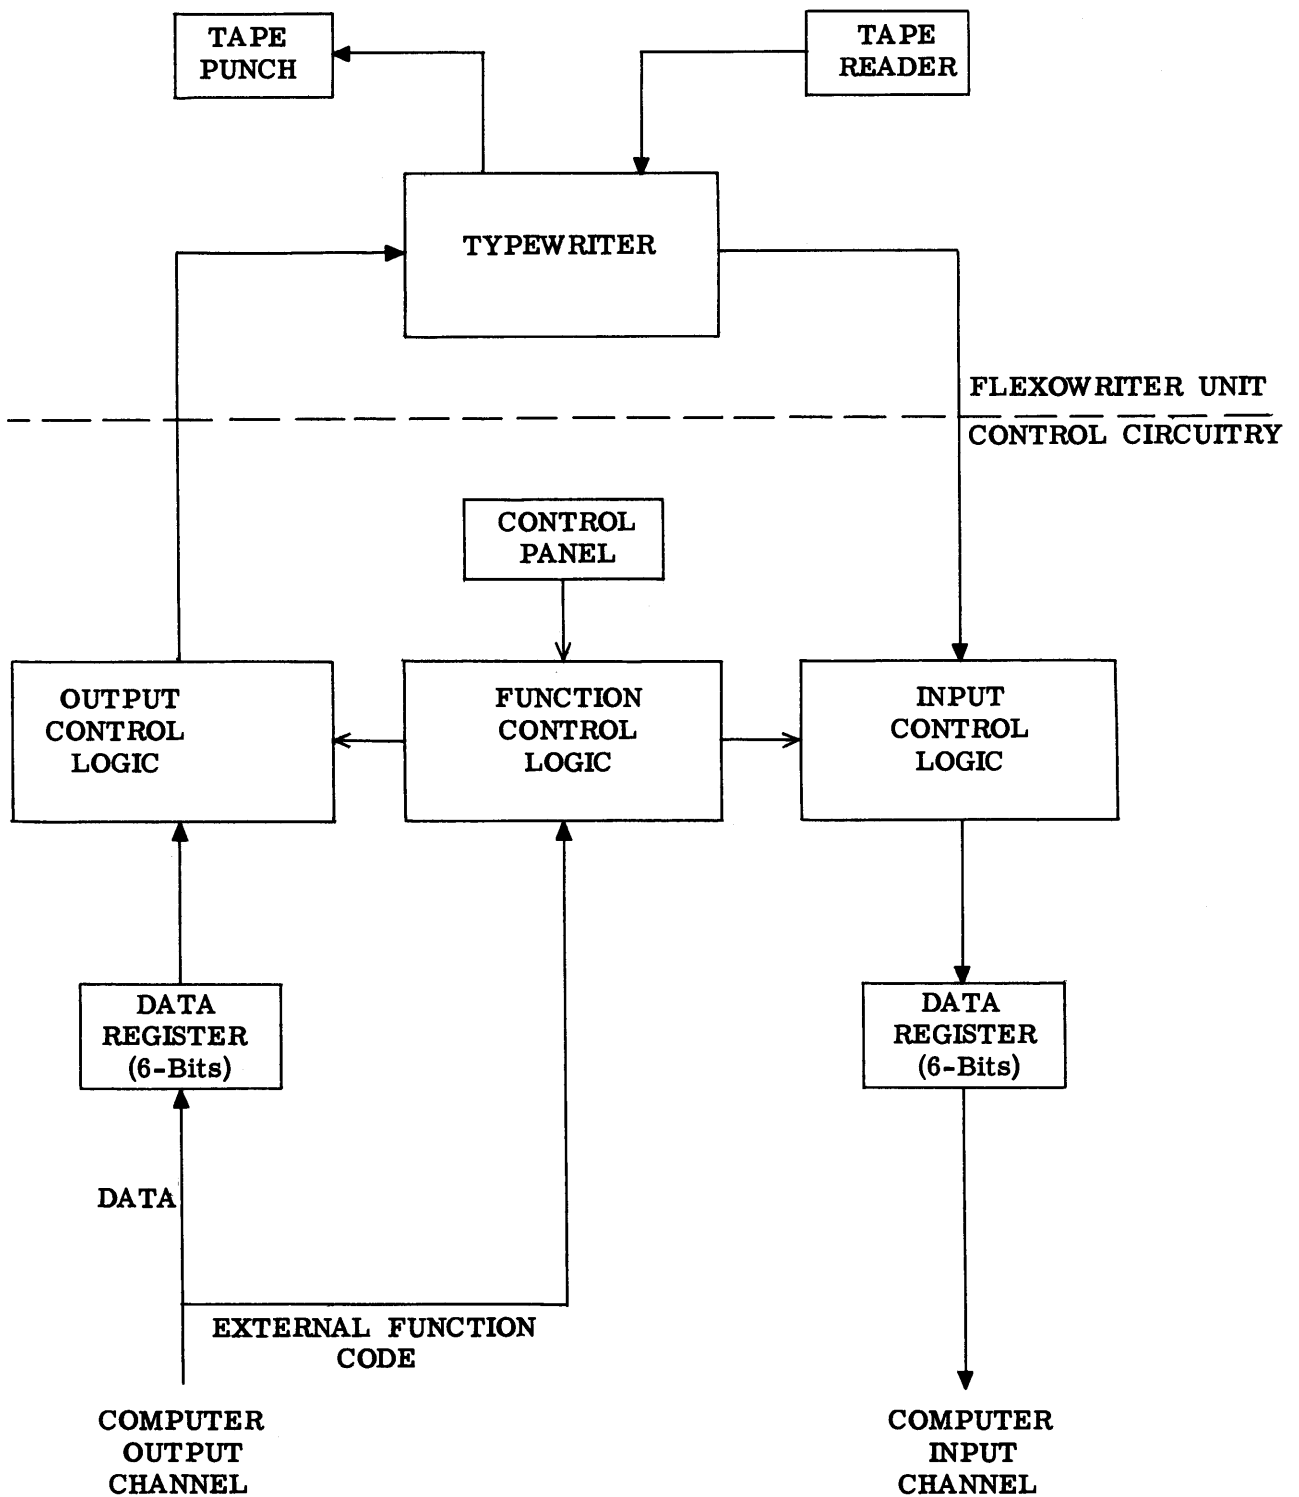 TAPE
PUNCH
TAPE
READER
TYPEWRITER
FLEXOWRITER UNIT
CONTROL CIRCUITRY
CONTROL
PANEL
OUTPUT
CONTROL
LOGIC
FUNCTION
CONTROL
LOGIC
INPUT
CONTROL
LOGIC
DATA
REGISTER
(6-Bits)
DATA
REGISTER
(6-Bits)
DATA
EXTERNAL FUNCTION
CODE
COMPUTER
OUTPUT
CHANNEL
COMPUTER
INPUT
CHANNEL